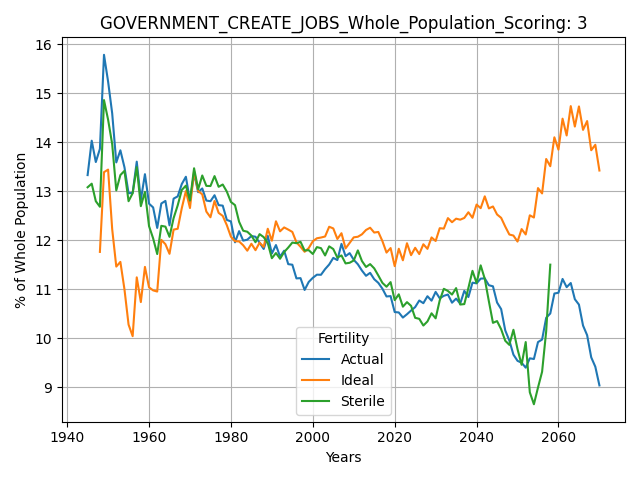 GOVERNMENT_CREATE_JOBS_Whole_Population_Scoring: 3
% of Whole Population
16
15
14
13
12
11
10
9
Fertility
Actual
Ideal
Sterile
1940 1960 1980 2000 2020 2040 2060
Years